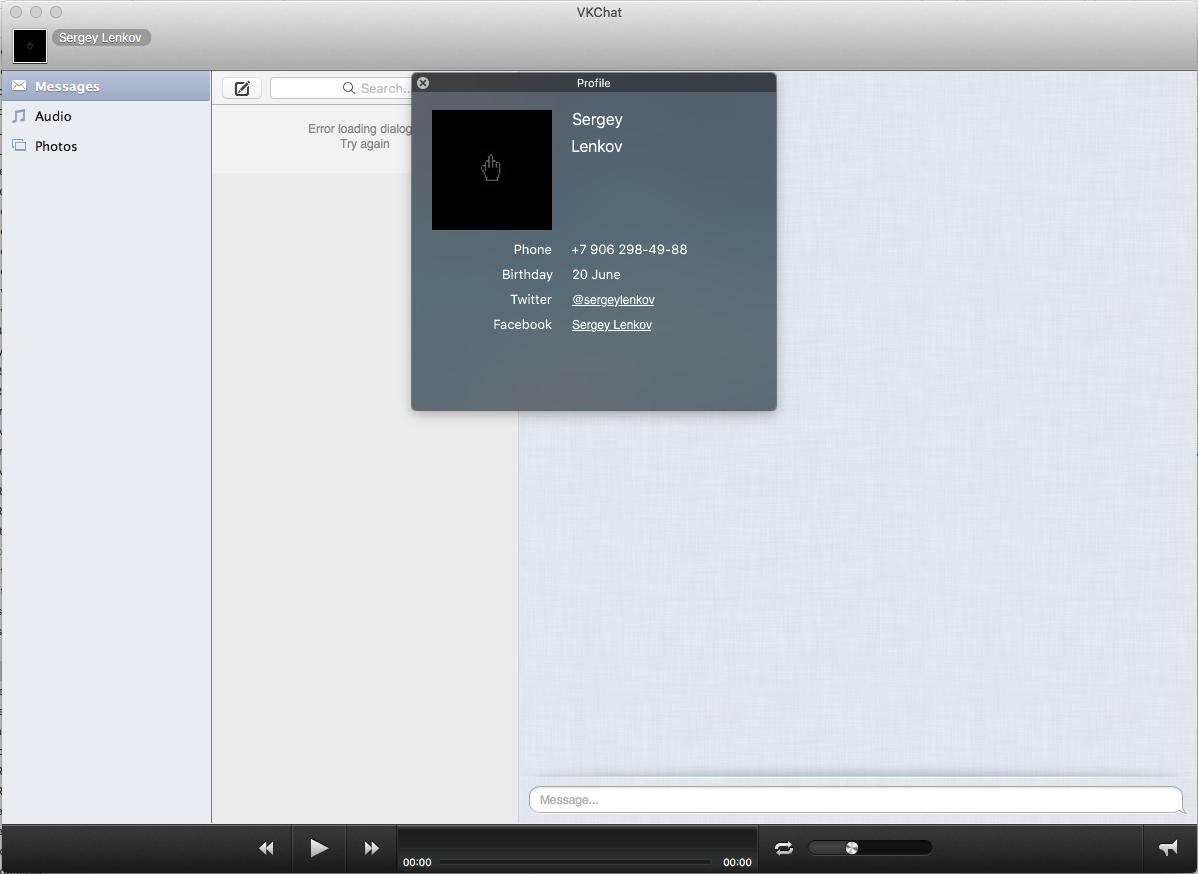 VKChat
Sergey Lenkov
Messages
Audio
Photos
Search...
Error loading dialog
Try again
Profile
Sergey
Lenkov
Phone +7 906 298-49-88
Birthday 20 June
Twitter @sergeylenkov
Facebook Sergey Lenkov
Message...
00:00 00:00